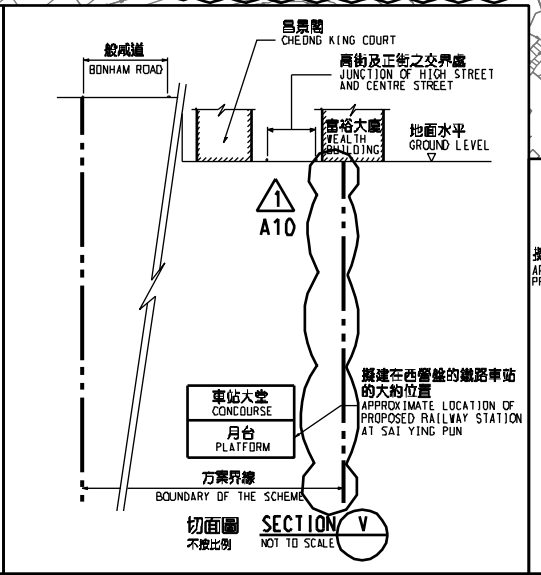 昌景閣
CHEONG KING COURT
般咸道
BONHAM ROAD
高街及正街之交界處
JUNCTION OF HIGH STREET
AND CENTRE STREET
富裕大廈
WEALTH
BUILDING
地面水平
GROUND LEVEL
1
A10
擬建在西營盤的鐵路車站
的大約位置
APPROXIMATE LOCATION OF
PROPOSED RAILWAY STATION
AT SAI YING PUN
車站大堂
CONCOURSE
月台
PLATFORM
方案界線
BOUNDARY OF THE SCHEME
切面圖 SECTION V
不按比例 NOT TO SCALE